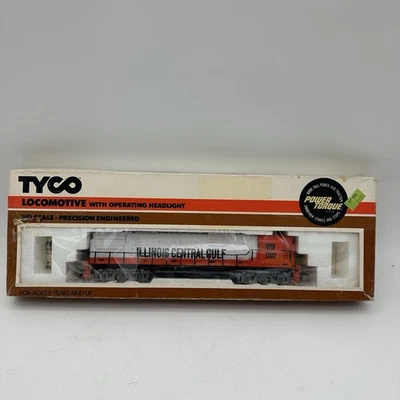 TYCO
LOCOMOTIVE WITH OPERATING HEADLIGHT
HO SCALE · PRECISION ENGINEERED
POWER TORQUE
ILLINOIS CENTRAL GULF
1102
FOR AGES 8 YEARS AND UP